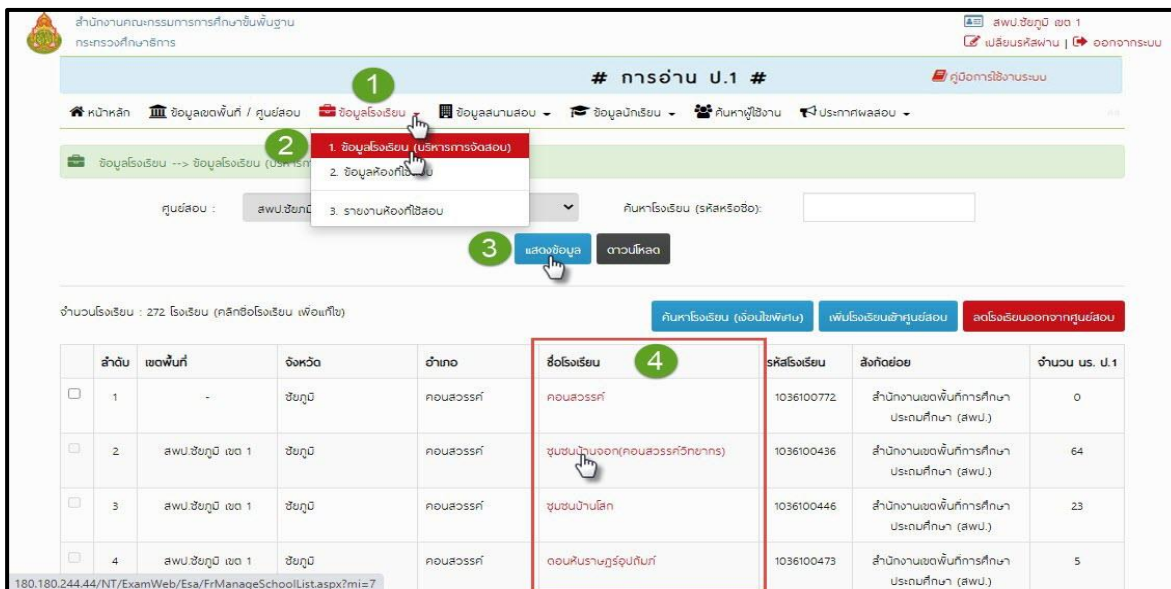 สำนักงานคณะกรรมการการศึกษาขั้นพื้นฐาน
กระทรวงศึกษาธิการ
สพป.ชัยภูมิ เขต 1
เปลี่ยนรหัสผ่าน | ออกจากระบบ
# การอ่าน ป.1 #
คู่มือการใช้งานระบบ
1
หน้าหลัก ข้อมูลเขตพื้นที่ / ศูนย์สอบ ข้อมูลโรงเรียน ข้อมูลสนามสอบ ข้อมูลนักเรียน ค้นหาผู้ใช้งาน ประกาศผลสอบ
2
1. ข้อมูลโรงเรียน (บริหารการจัดสอบ)
ข้อมูลโรงเรียน --> ข้อมูลโรงเรียน
2. ข้อมูลห้องที่ใช้สอบ
3. รายงานห้องที่ใช้สอบ
ศูนย์สอบ : ค้นหาโรงเรียน (รหัสหรือชื่อ):
3 แสดงข้อมูล ดาวน์โหลด
จำนวนโรงเรียน : 272 โรงเรียน (คลิกชื่อโรงเรียน เพื่อแก้ไข)
ค้นหาโรงเรียน (เงื่อนไขพิเศษ) เพิ่มโรงเรียนเข้าศูนย์สอบ ลดโรงเรียนออกจากศูนย์สอบ
ลำดับ เขตพื้นที่ จังหวัด อำเภอ ชื่อโรงเรียน 4 รหัสโรงเรียน สังกัดย่อย จำนวน นร. ป.1
1 - ชัยภูมิ คอนสวรรค์ คอนสวรรค์ 1036100772 สำนักงานเขตพื้นที่การศึกษา 0
ประถมศึกษา (สพป.)
2 สพป.ชัยภูมิ เขต 1 ชัยภูมิ คอนสวรรค์ ชุมชนบ้านจอก(คอนสวรรค์วิทยากร) 1036100436 สำนักงานเขตพื้นที่การศึกษา 64
ประถมศึกษา (สพป.)
3 สพป.ชัยภูมิ เขต 1 ชัยภูมิ คอนสวรรค์ ชุมชนบ้านโสก 1036100446 สำนักงานเขตพื้นที่การศึกษา 23
ประถมศึกษา (สพป.)
4 สพป.ชัยภูมิ เขต 1 ชัยภูมิ คอนสวรรค์ ดอนหันราษฎร์อุปถัมภ์ 1036100473 สำนักงานเขตพื้นที่การศึกษา 5
ประถมศึกษา (สพป.)
180.180.244.44/NT/ExamWeb/Esa/FrManageSchoolList.aspx?mi=7